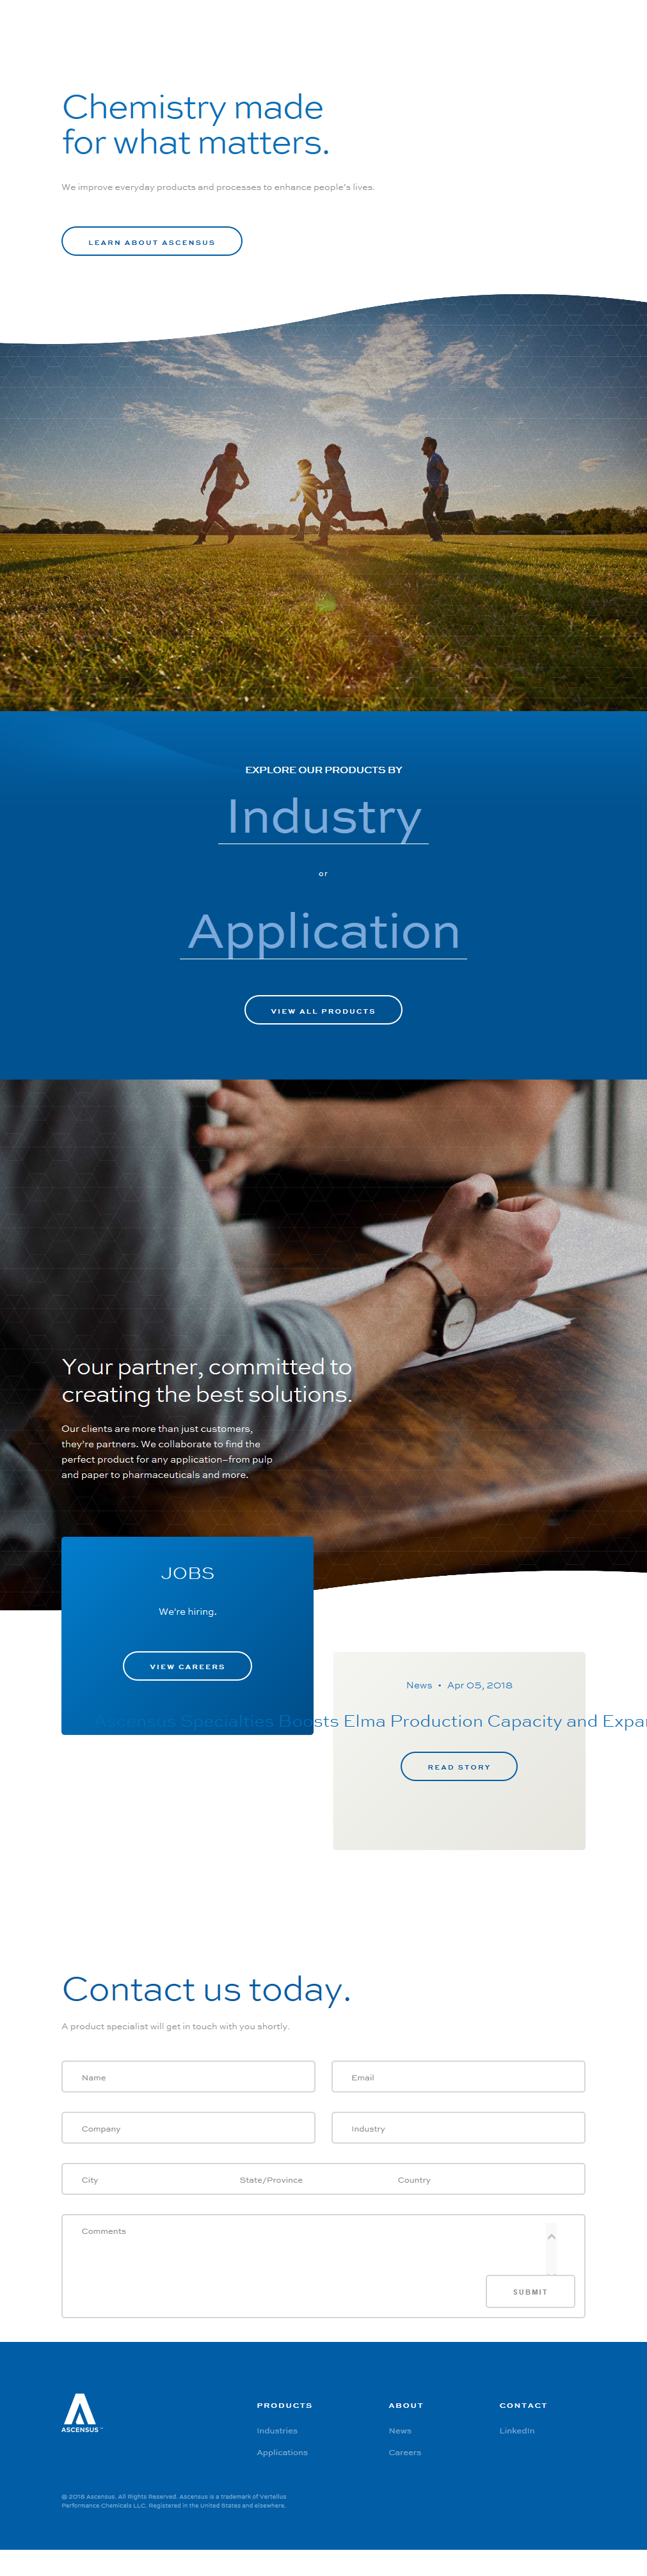 Chemistry made
for what matters.
We improve everyday products and processes to enhance people's lives.
LEARN ABOUT ASCENSUS
EXPLORE OUR PRODUCTS BY
Industry
or
Application
VIEW ALL PRODUCTS
Your partner, committed to
creating the best solutions.
Our clients are more than just customers,
they're partners. We collaborate to find the
perfect product for any application–from pulp
and paper to pharmaceuticals and more.
JOBS
We're hiring.
VIEW CAREERS
News • Apr 05, 2018
Ascensus Specialties Boosts Elma Production Capacity and Expa
READ STORY
Contact us today.
A product specialist will get in touch with you shortly.
Name
Email
Company
Industry
City
State/Province
Country
Comments
SUBMIT
ASCENSUS™
PRODUCTS
Industries
Applications
ABOUT
News
Careers
CONTACT
LinkedIn
© 2018 Ascensus. All Rights Reserved. Ascensus is a trademark of Vertellus
Performance Chemicals LLC. Registered in the United States and elsewhere.